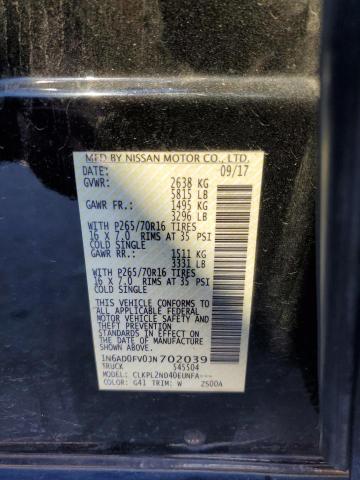 MFD BY NISSAN MOTOR CO., LTD.
DATE: 09/17
GVWR: 2638 KG
5815 LB
GAWR FR: 1495 KG
3296 LB
WITH P265/70R16 TIRES
16 X 7.0 RIMS AT 35 PSI
COLD SINGLE
GAWR RR: 1511 KG
3331 LB
WITH P265/70R16 TIRES
16 X 7.0 RIMS AT 35 PSI
COLD SINGLE
THIS VEHICLE CONFORMS TO
ALL APPLICABLE FEDERAL
MOTOR VEHICLE SAFETY AND
THEFT PREVENTION STANDARDS
IN EFFECT ON THE DATE OF
MANUFACTURE SHOWN ABOVE.
1N6AD0FV0JN702039
TRUCK 545504
CLKPL2N040EUNFA---
COLOR: G41 TRIM: W 2500A